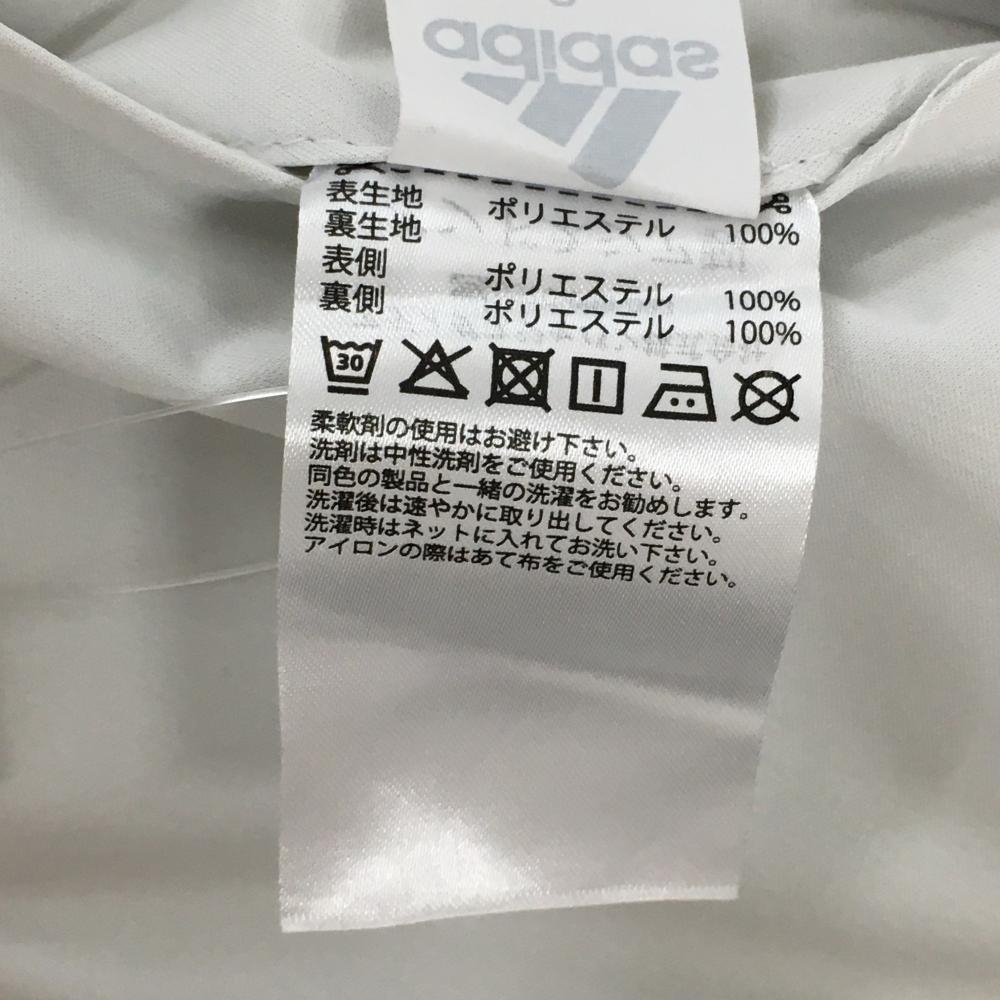 adidas
表生地 ポリエステル 100%
裏生地
表側 ポリエステル 100%
裏側 ポリエステル 100%
30
柔軟剤の使用はお避け下さい。
洗剤は中性洗剤をご使用ください。
同色の製品と一緒の洗濯をお勧めします。
洗濯後は速やかに取り出してください。
洗濯時はネットに入れてお洗い下さい。
アイロンの際はあて布をご使用ください。